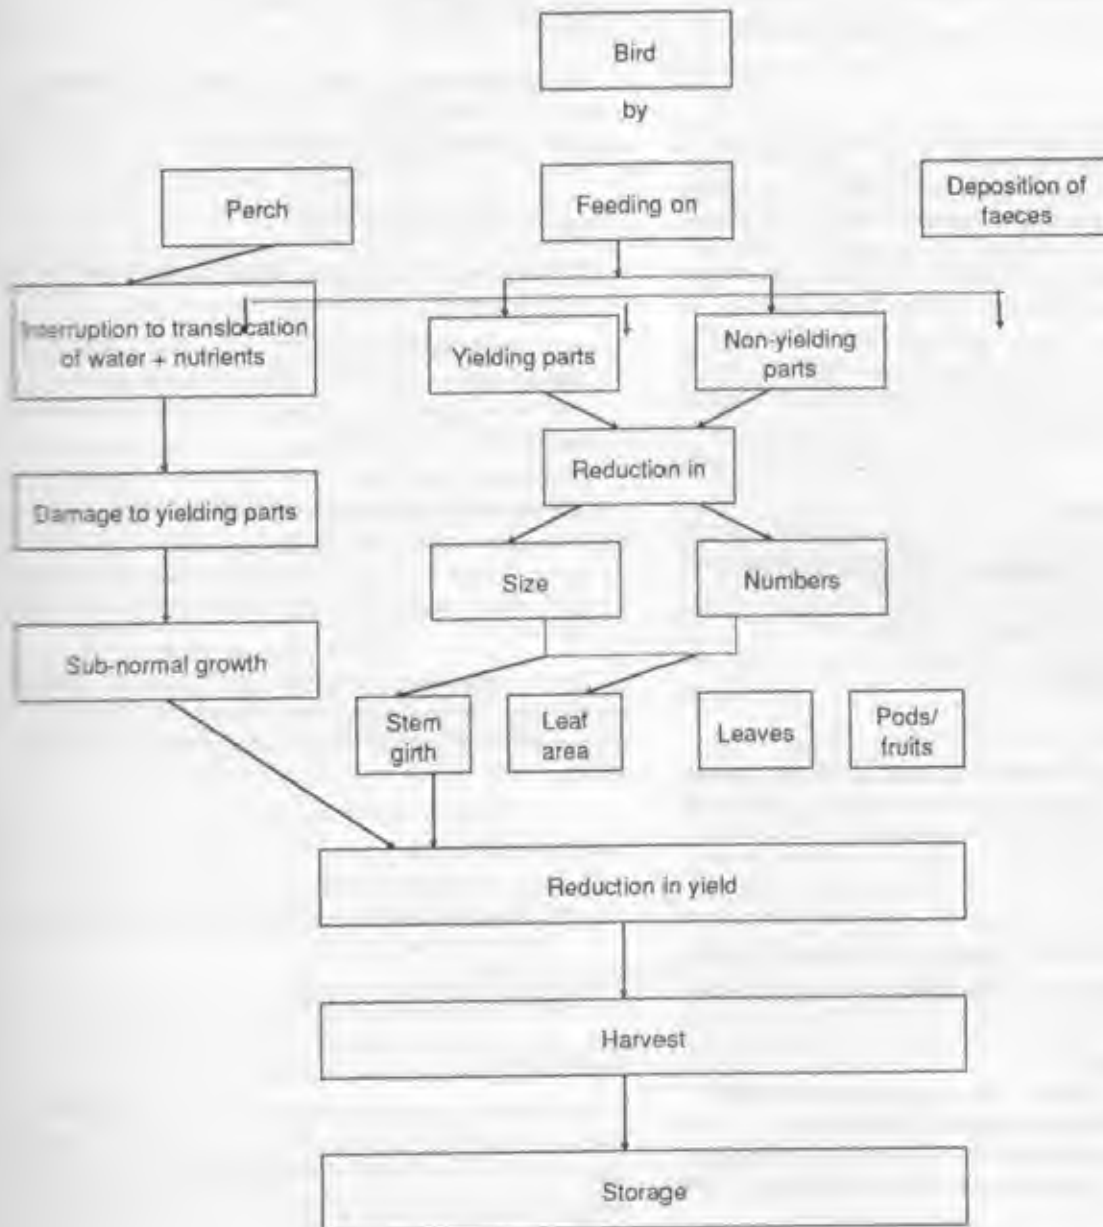 Bird
by
Perch
Feeding on
Deposition of
faeces
Interruption to translocation
of water + nutrients
Yielding parts
Non-yielding
parts
Reduction in
Damage to yielding parts
Size
Numbers
Sub-normal growth
Stem
girth
Leaf
area
Leaves
Pods/
fruits
Reduction in yield
Harvest
Storage